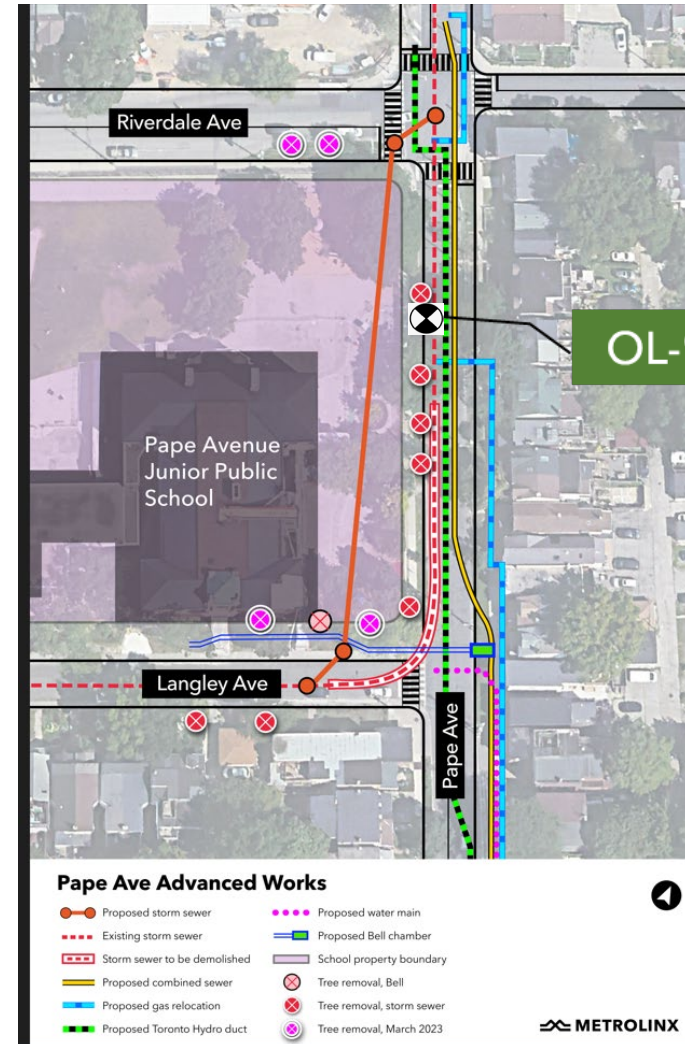 Riverdale Ave
OL-
Pape Avenue
Junior Public
School
Langley Ave
Pape Ave
Pape Ave Advanced Works
Proposed storm sewer
Existing storm sewer
Storm sewer to be demolished
Proposed combined sewer
Proposed gas relocation
Proposed Toronto Hydro duct
Proposed water main
Proposed Bell chamber
School property boundary
Tree removal, Bell
Tree removal, storm sewer
Tree removal, March 2023
METROLINX